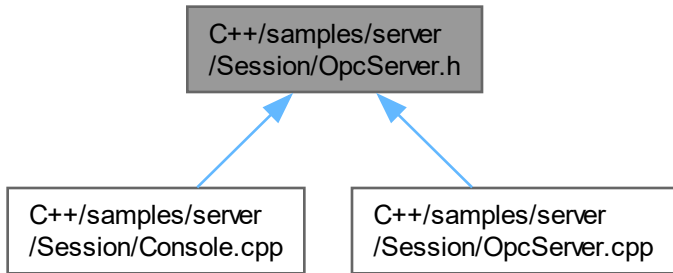 C++/samples/server
/Session/OpcServer.h
C++/samples/server
/Session/Console.cpp
C++/samples/server
/Session/OpcServer.cpp